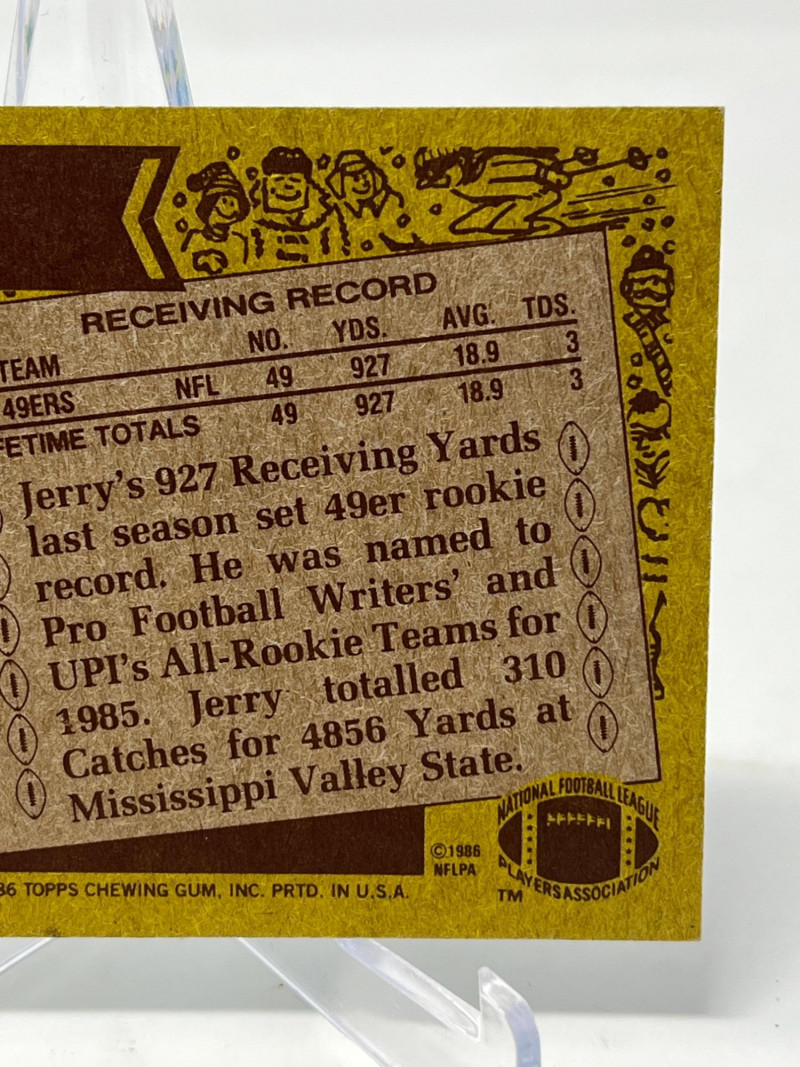 RECEIVING RECORD
TEAM NO. YDS. AVG. TDS.
49ERS NFL 49 927 18.9 3
FETIME TOTALS 49 927 18.9 3
Jerry's 927 Receiving Yards
last season set 49er rookie
record. He was named to
Pro Football Writers' and
UPI's All-Rookie Teams for
1985. Jerry totalled 310
Catches for 4856 Yards at
Mississippi Valley State.
NATIONAL FOOTBALL LEAGUE
PLAYERS ASSOCIATION
TM
©1986
NFLPA
86 TOPPS CHEWING GUM, INC. PRTD. IN U.S.A.